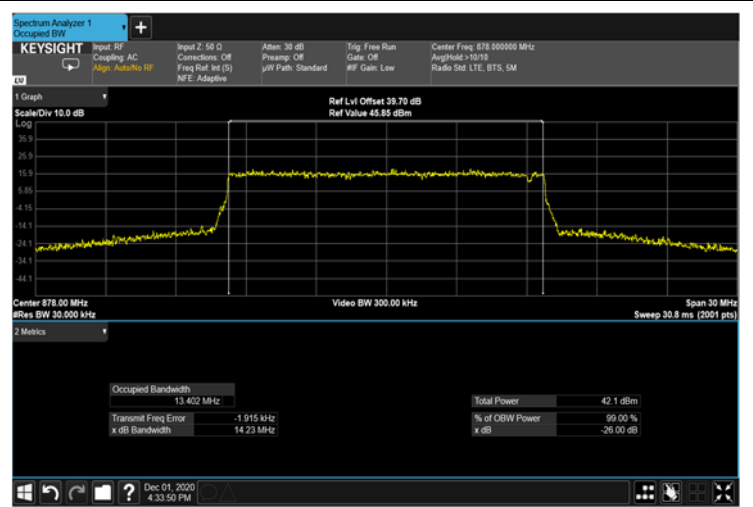 Spectrum Analyzer 1
Occupied BW
KEYSIGHT
Input: RF
Coupling: AC
Align: Auto/No RF
Input Z: 50 Ω
Corrections: Off
Freq Ref: Int (S)
NFE: Adaptive
Atten: 30 dB
Preamp: Off
µW Path: Standard
Trig: Free Run
Gate: Off
#IF Gain: Low
Center Freq: 878.000000 MHz
Avg|Hold:>10/10
Radio Std: LTE, BTS, 5M
LXI
1 Graph
Scale/Div 10.0 dB
Ref Lvl Offset 39.70 dB
Ref Value 45.85 dBm
Log
35.9
25.9
15.9
5.85
-4.15
-14.1
-24.1
-34.1
-44.1
Center 878.00 MHz
#Res BW 30.000 kHz
Video BW 300.00 kHz
Span 30 MHz
Sweep 30.8 ms (2001 pts)
2 Metrics
Occupied Bandwidth
13.402 MHz
Transmit Freq Error -1.915 kHz
x dB Bandwidth 14.23 MHz
Total Power 42.1 dBm
% of OBW Power 99.00 %
x dB -26.00 dB
?
Dec 01, 2020
4:33:50 PM